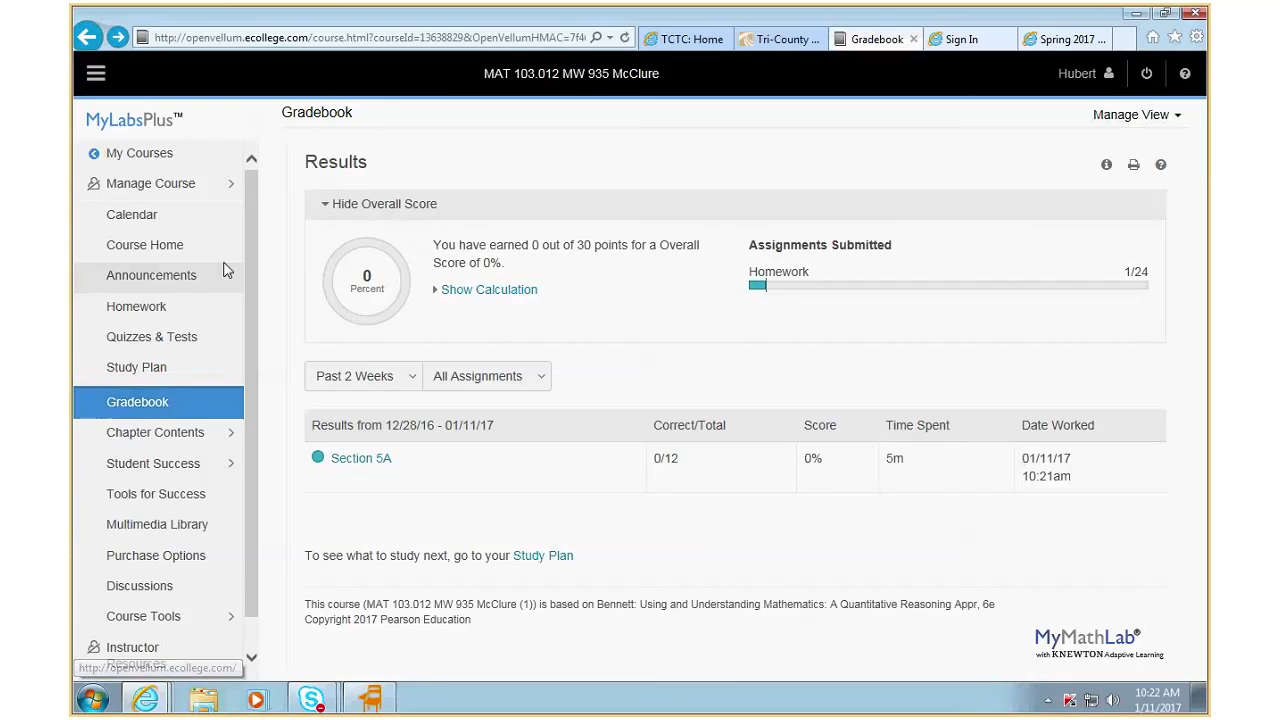 http://openvellum.ecollege.com/course.html?courseId=13638829&OpenVellumHMAC=7f4
TCTC: Home
Tri-County ...
Gradebook
Sign In
Spring 2017 ...
MAT 103.012 MW 935 McClure
Hubert
MyLabsPlus™
Gradebook
Manage View
My Courses
Manage Course
Calendar
Course Home
Announcements
Homework
Quizzes & Tests
Study Plan
Gradebook
Chapter Contents
Student Success
Tools for Success
Multimedia Library
Purchase Options
Discussions
Course Tools
Instructor
Resources
http://openvellum.ecollege.com/
Results
Hide Overall Score
0
Percent
You have earned 0 out of 30 points for a Overall
Score of 0%.
Show Calculation
Assignments Submitted
Homework 1/24
Past 2 Weeks All Assignments
Results from 12/28/16 - 01/11/17 Correct/Total Score Time Spent Date Worked
Section 5A 0/12 0% 5m 01/11/17
10:21am
To see what to study next, go to your Study Plan
This course (MAT 103.012 MW 935 McClure (1)) is based on Bennett: Using and Understanding Mathematics: A Quantitative Reasoning Appr, 6e
Copyright 2017 Pearson Education
MyMathLab®
with KNEWTON Adaptive Learning
10:22 AM
1/11/2017